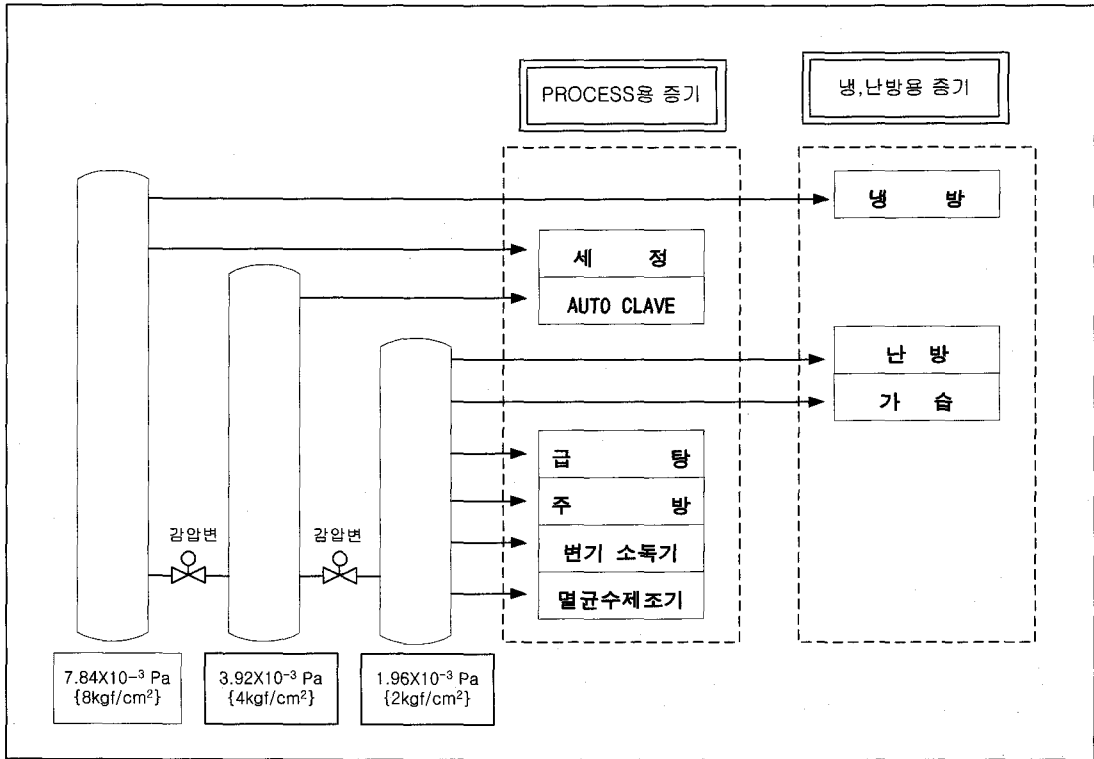 PROCESS용 증기
냉,난방용 증기
냉 방
세 정
AUTO CLAVE
난 방
가 습
급 탕
주 방
변기 소독기
멸균수제조기
감압변
감압변
7.84X10⁻³ Pa
{8kgf/cm²}
3.92X10⁻³ Pa
{4kgf/cm²}
1.96X10⁻³ Pa
{2kgf/cm²}